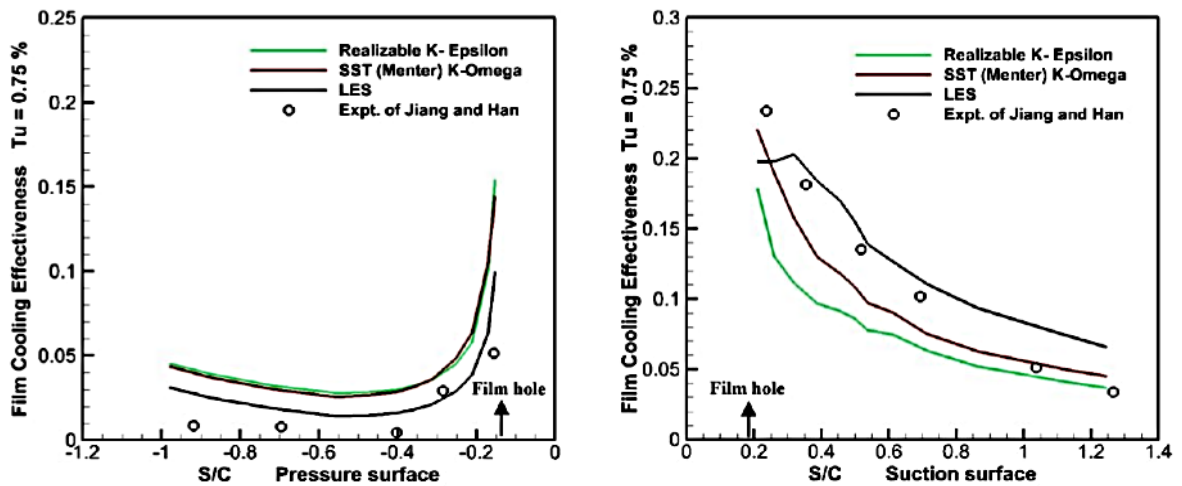 Film Cooling Effectiveness Tu = 0.75 %
0.25
0.2
0.15
0.1
0.05
0
Realizable K- Epsilon
SST (Menter) K-Omega
LES
Expt. of Jiang and Han
Film hole
-1.2 -1 -0.8 -0.6 -0.4 -0.2 0
S/C Pressure surface
Film Cooling Effectiveness Tu = 0.75 %
0.3
0.25
0.2
0.15
0.1
0.05
0
Realizable K- Epsilon
SST (Menter) K-Omega
LES
Expt. of Jiang and Han
Film hole
0 0.2 0.4 0.6 0.8 1 1.2 1.4
S/C Suction surface